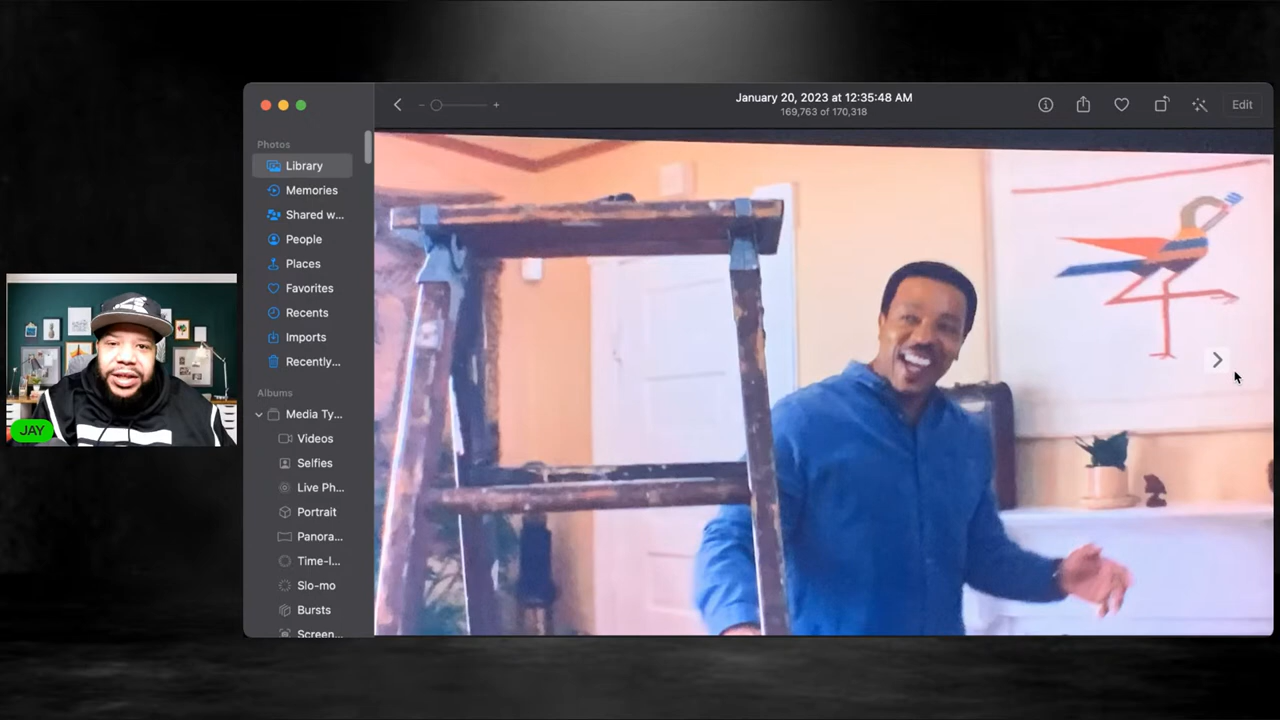 January 20, 2023 at 12:35:48 AM
169,763 of 170,318
Edit
Photos
Library
Memories
Shared w...
People
Places
Favorites
Recents
Imports
Recently...
Albums
Media Ty...
Videos
Selfies
Live Ph...
Portrait
Panora...
Time-l...
Slo-mo
Bursts
Screen...
JAY